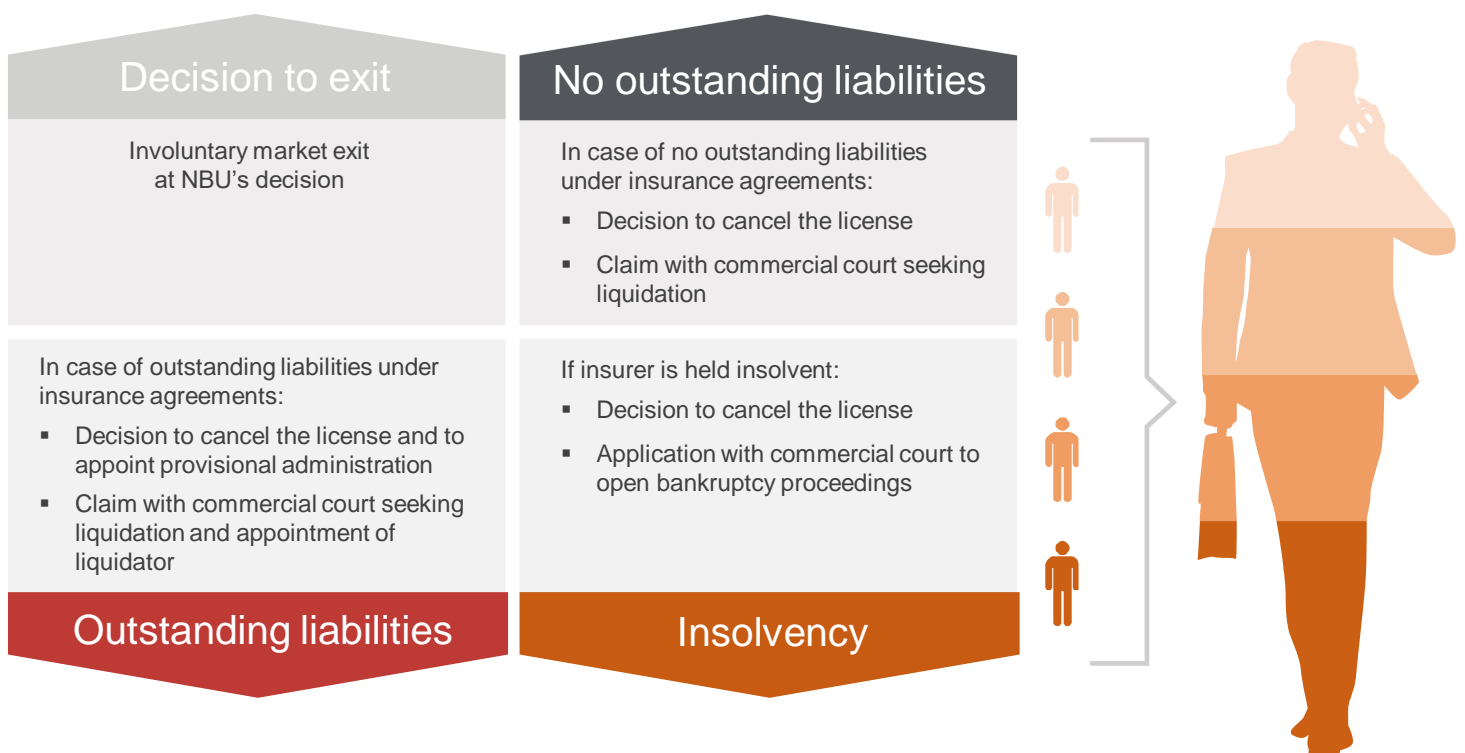 Decision to exit
Involuntary market exit
at NBU's decision
No outstanding liabilities
In case of no outstanding liabilities
under insurance agreements:
▪ Decision to cancel the license
▪ Claim with commercial court seeking
liquidation
In case of outstanding liabilities under
insurance agreements:
▪ Decision to cancel the license and to
appoint provisional administration
▪ Claim with commercial court seeking
liquidation and appointment of
liquidator
Outstanding liabilities
If insurer is held insolvent:
▪ Decision to cancel the license
▪ Application with commercial court to
open bankruptcy proceedings
Insolvency